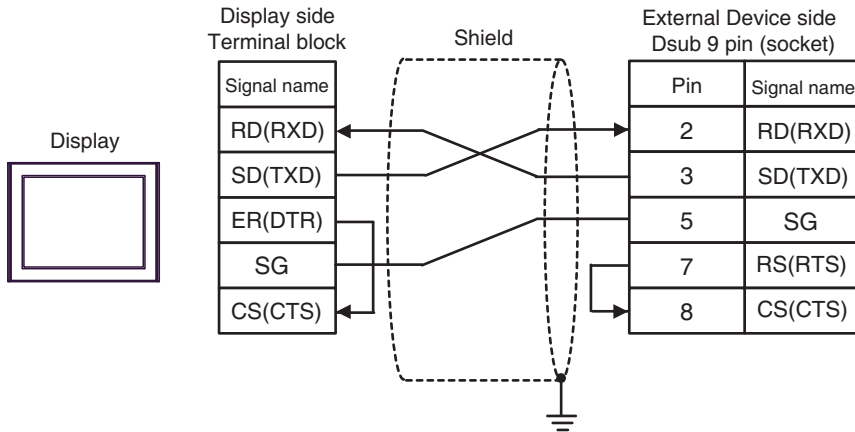 Display side
Terminal block
Shield
External Device side
Dsub 9 pin (socket)
Display
Signal name
RD(RXD)
SD(TXD)
ER(DTR)
SG
CS(CTS)
Pin Signal name
2 RD(RXD)
3 SD(TXD)
5 SG
7 RS(RTS)
8 CS(CTS)